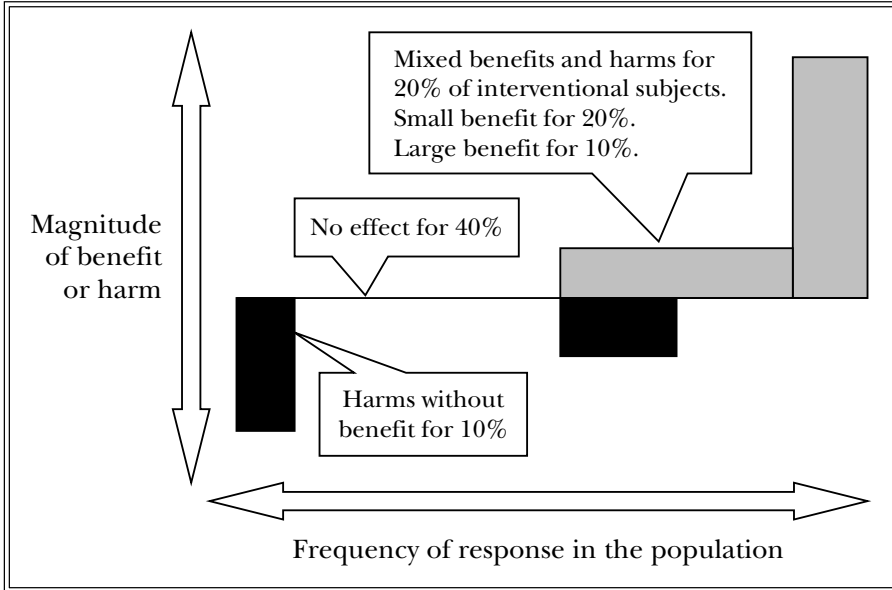 Mixed benefits and harms for
20% of interventional subjects.
Small benefit for 20%.
Large benefit for 10%.
No effect for 40%
Magnitude
of benefit
or harm
Harms without
benefit for 10%
Frequency of response in the population